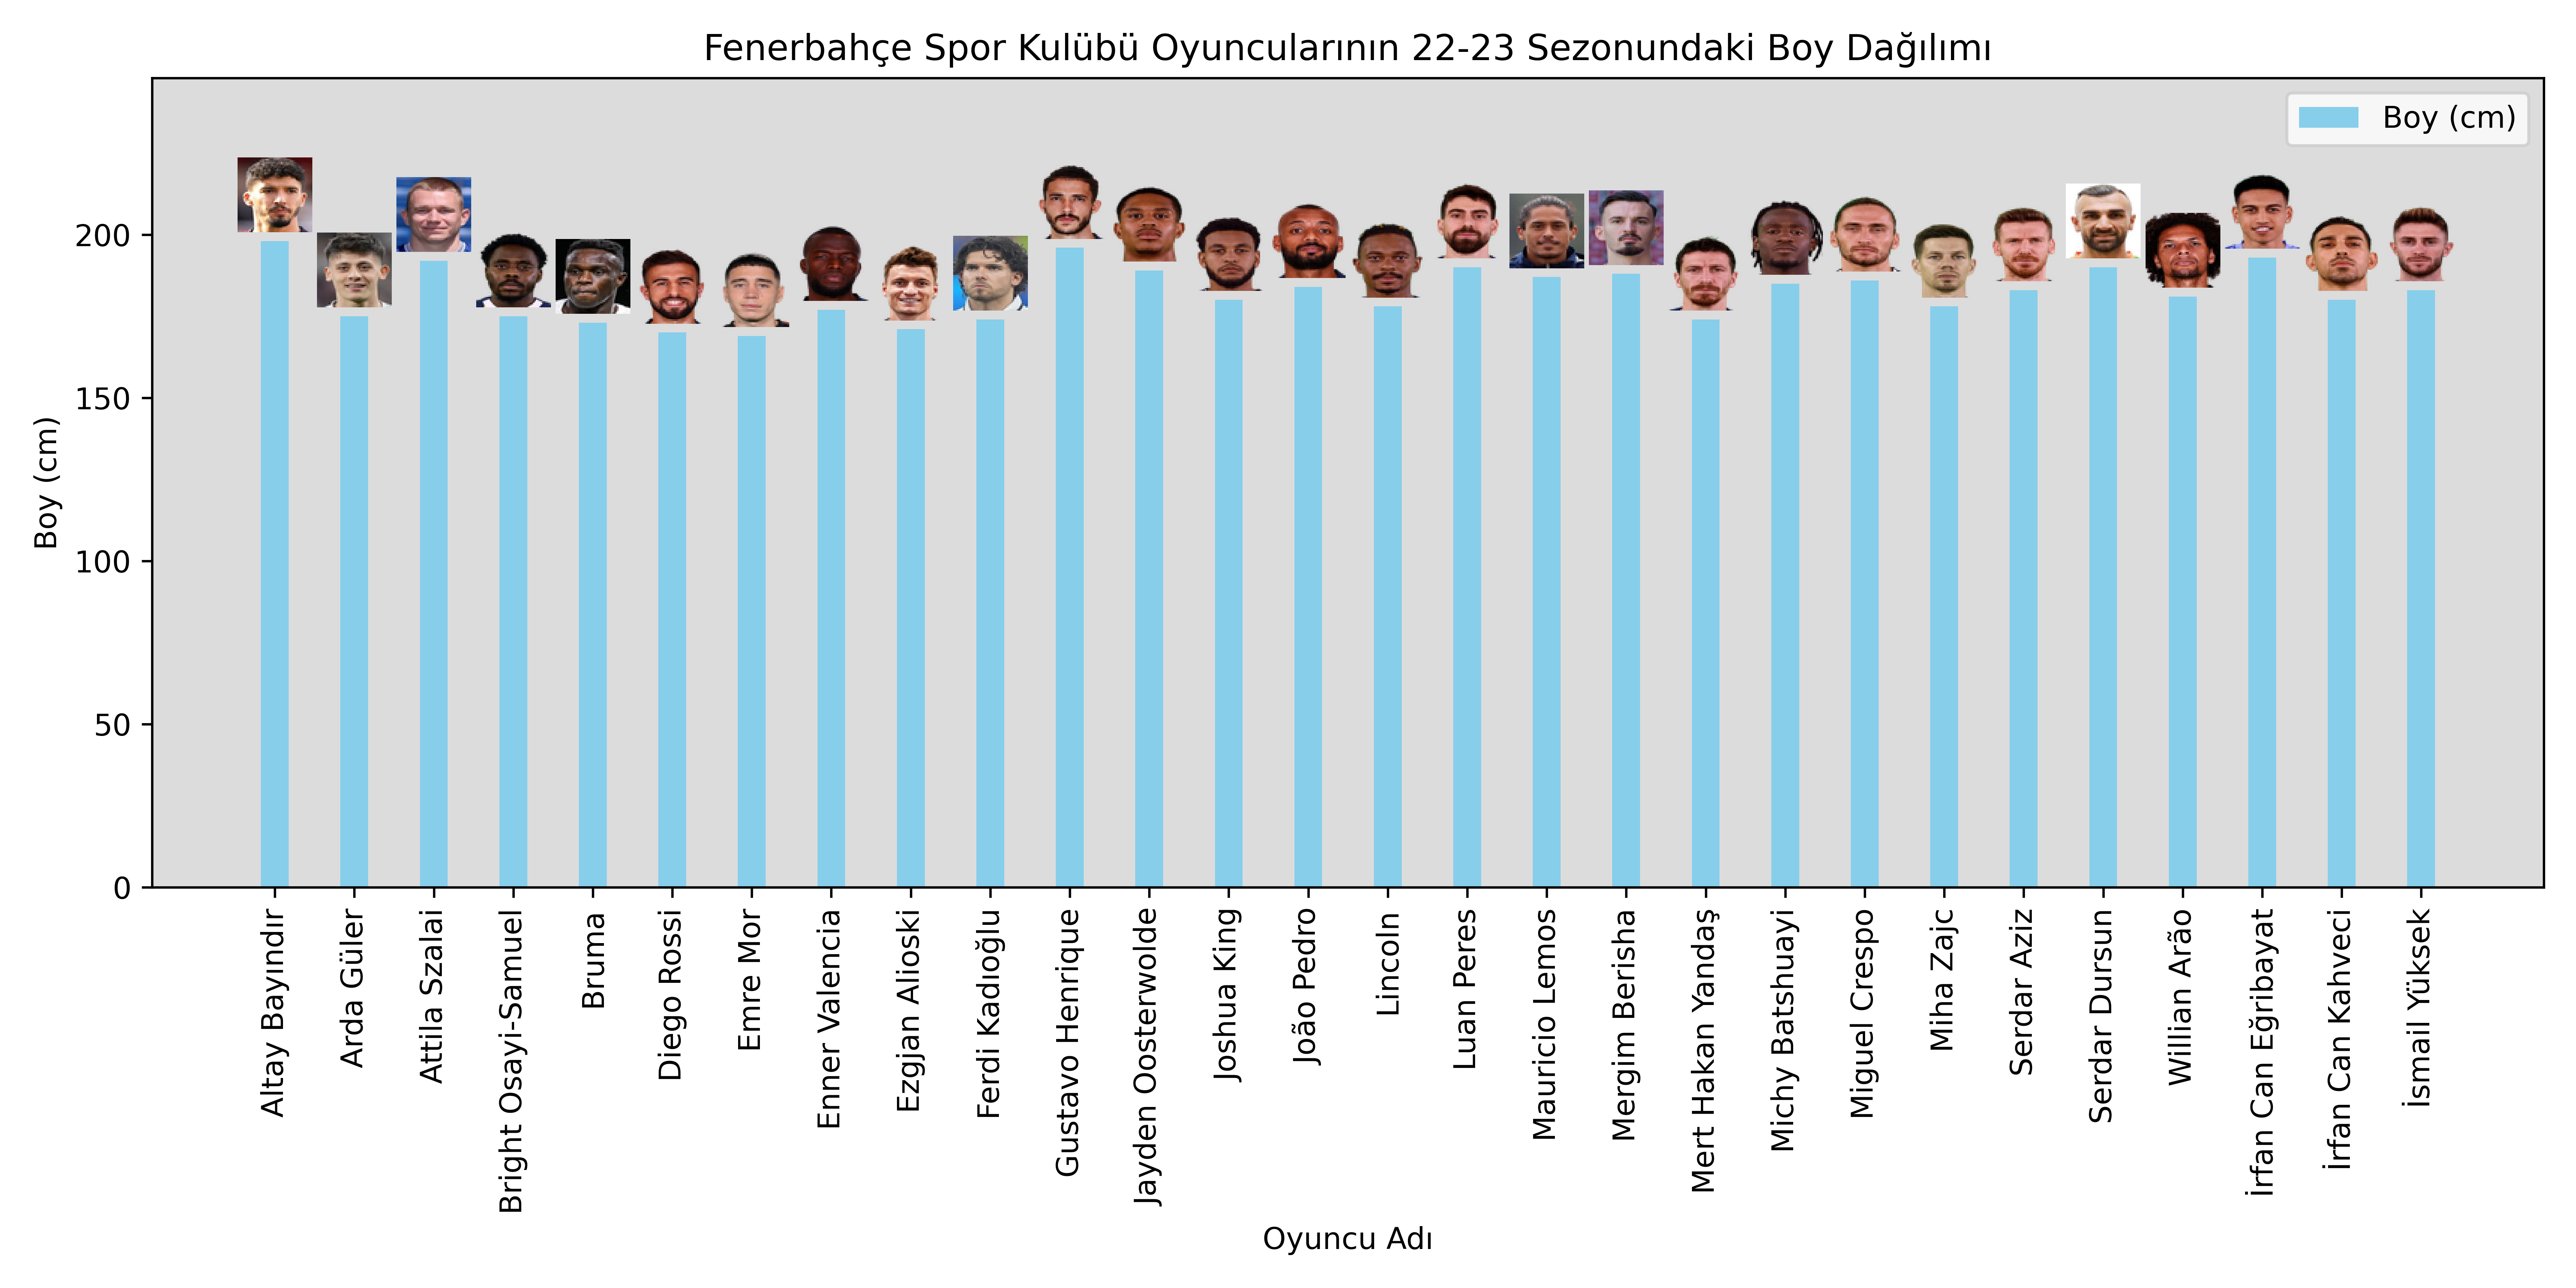 Fenerbahçe Spor Kulübü Oyuncularının 22-23 Sezonundaki Boy Dağılımı
Boy (cm)
Boy (cm)
200
150
100
50
0
Altay Bayındır
Arda Güler
Attila Szalai
Bright Osayi-Samuel
Bruma
Diego Rossi
Emre Mor
Enner Valencia
Ezgjan Alioski
Ferdi Kadıoğlu
Gustavo Henrique
Jayden Oosterwolde
Joshua King
João Pedro
Lincoln
Luan Peres
Mauricio Lemos
Mergim Berisha
Mert Hakan Yandaş
Michy Batshuayi
Miguel Crespo
Miha Zajc
Serdar Aziz
Serdar Dursun
Willian Arão
İrfan Can Eğribayat
İrfan Can Kahveci
İsmail Yüksek
Oyuncu Adı